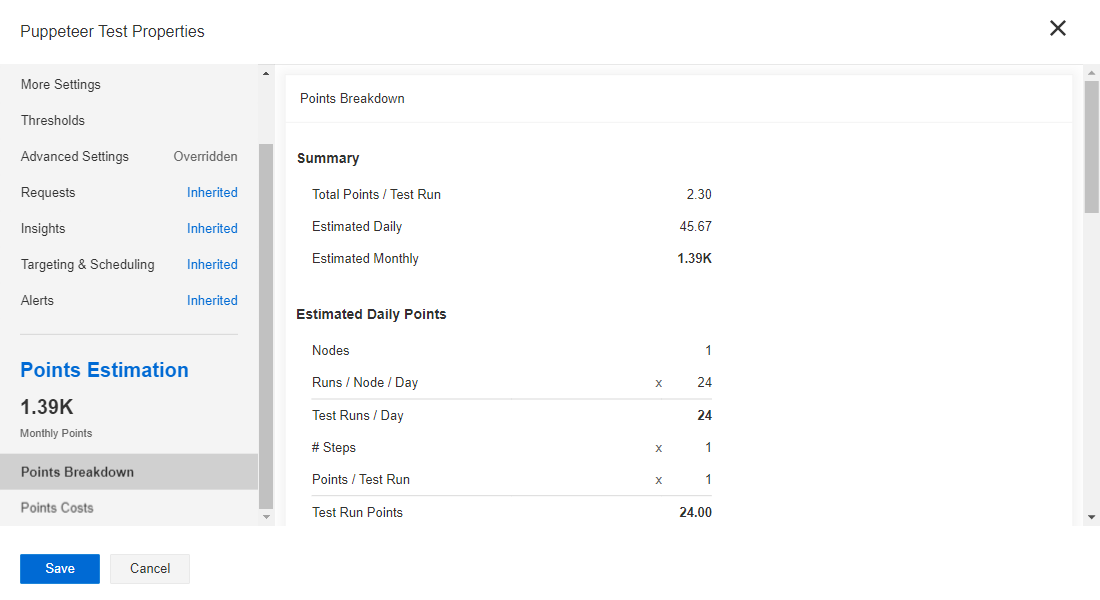 Puppeteer Test Properties
More Settings
Thresholds
Advanced Settings Overridden
Requests Inherited
Insights Inherited
Targeting & Scheduling Inherited
Alerts Inherited
Points Estimation
1.39K
Monthly Points
Points Breakdown
Points Costs
Points Breakdown
Summary
Total Points / Test Run 2.30
Estimated Daily 45.67
Estimated Monthly 1.39K
Estimated Daily Points
Nodes 1
Runs / Node / Day x 24
Test Runs / Day 24
# Steps x 1
Points / Test Run x 1
Test Run Points 24.00
Save Cancel